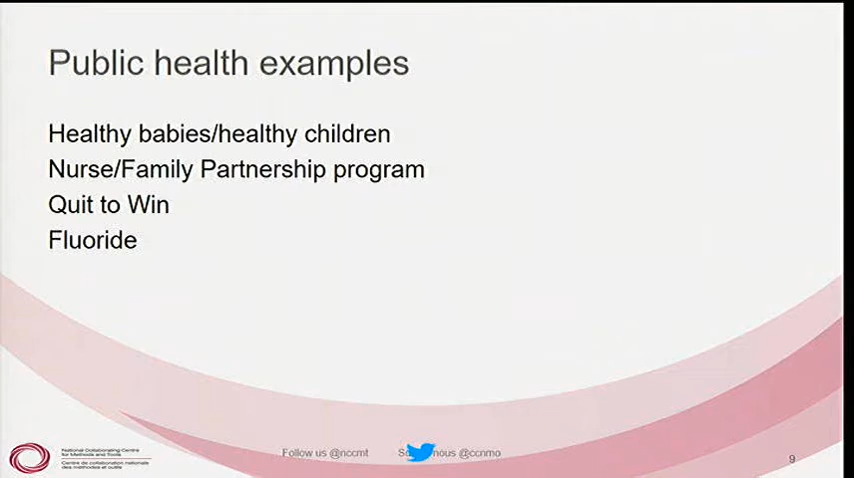 Public health examples
Healthy babies/healthy children
Nurse/Family Partnership program
Quit to Win
Fluoride
National Collaborating Centre
for Methods and Tools
Centre de collaboration nationale
des méthodes et outils
Follow us @nccmt
nous @ccnmo
9